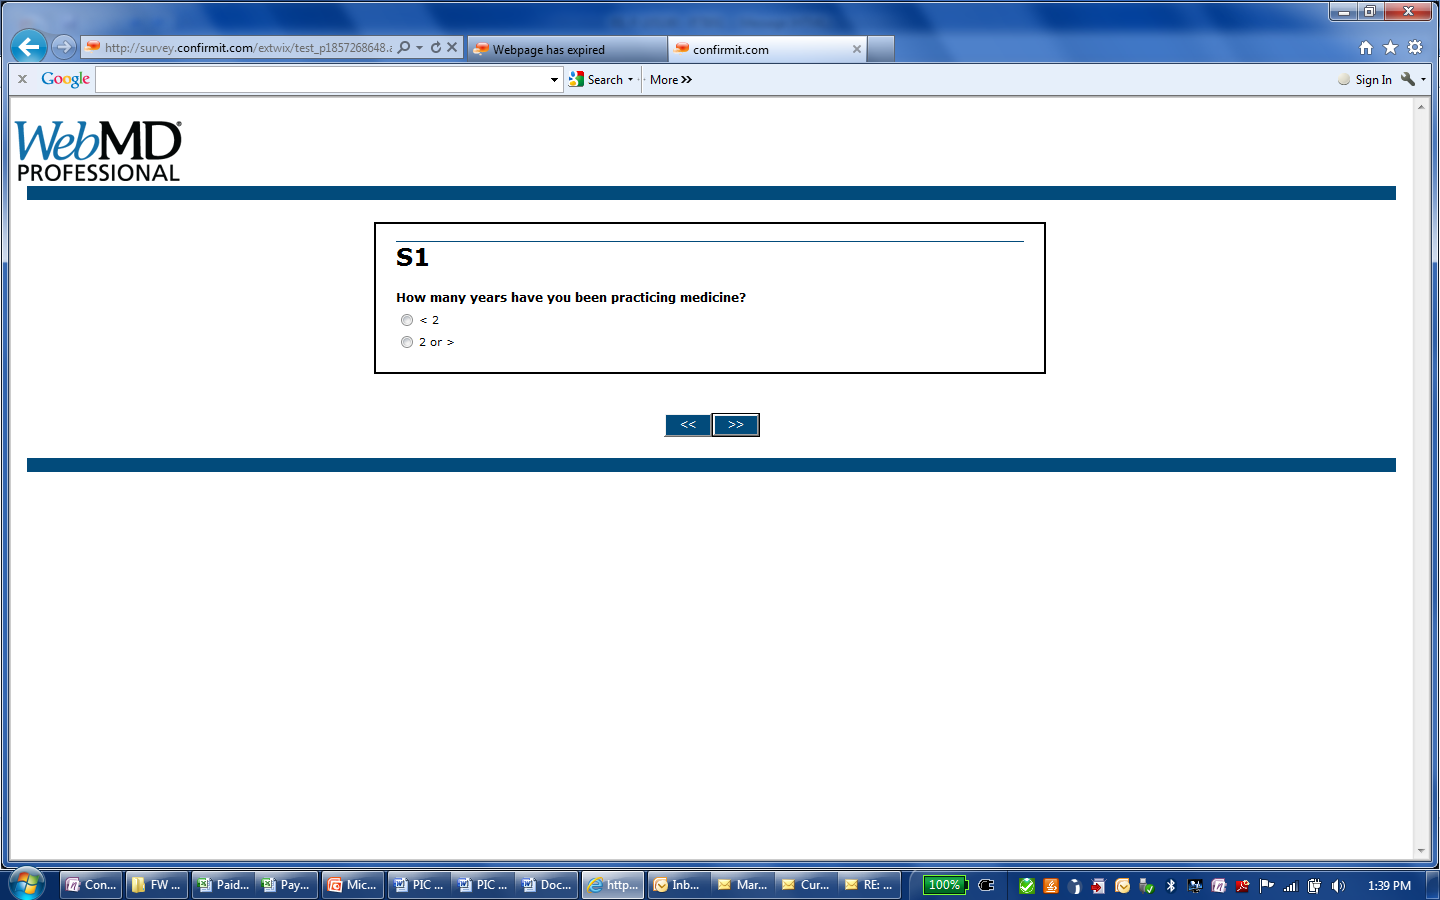 http://survey.confirmit.com/extwix/test_p1857268648.a
Webpage has expired
confirmit.com
x Google
Search
More »
Sign In
WebMD®
PROFESSIONAL
S1
How many years have you been practicing medicine?
< 2
2 or >
<< >>
Con...
FW ...
Paid...
Pay...
Mic...
PIC ...
PIC ...
Doc...
http...
Inb...
Mar...
Cur...
RE: ...
100%
1:39 PM